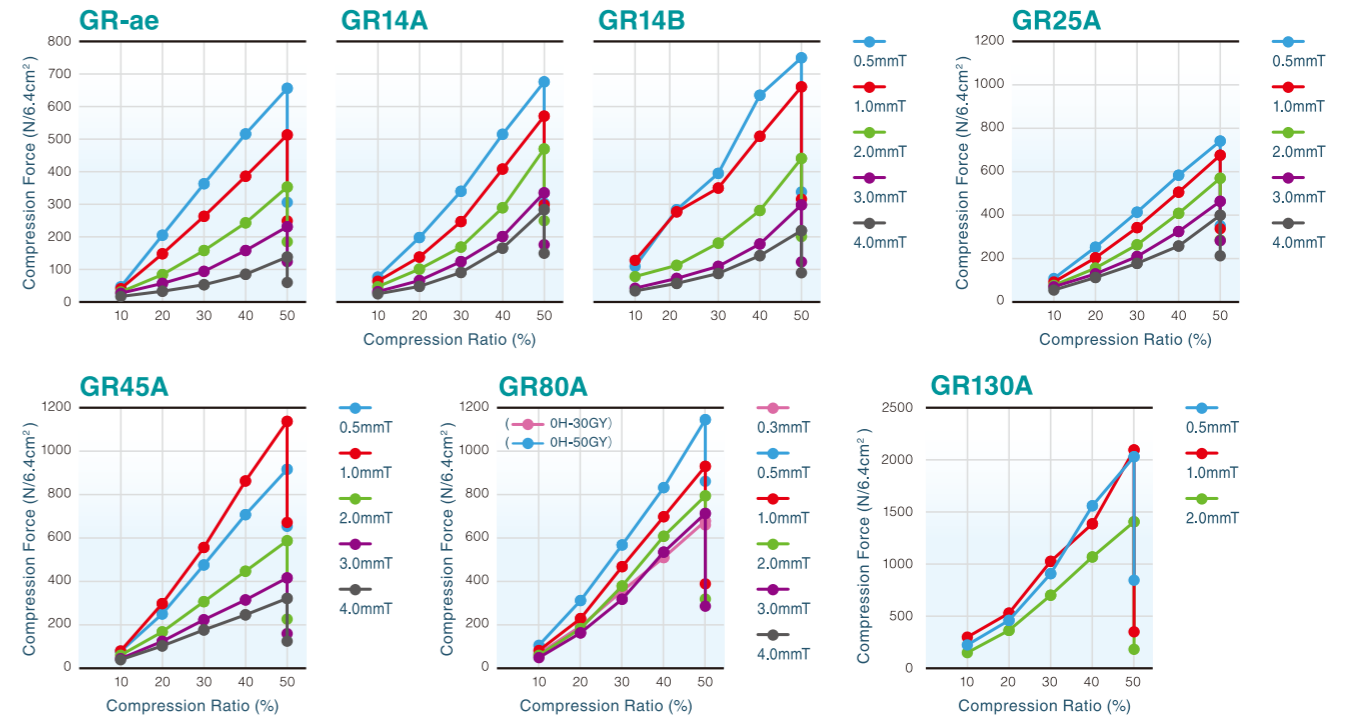 GR-ae
GR14A
GR14B
GR25A
Compression Force (N/6.4cm²)
800
700
600
500
400
300
200
100
0
10 20 30 40 50
10 20 30 40 50
10 20 30 40 50
Compression Ratio (%)
0.5mmT
1.0mmT
2.0mmT
3.0mmT
4.0mmT
Compression Force (N/6.4cm²)
1200
1000
800
600
400
200
0
10 20 30 40 50
Compression Ratio (%)
0.5mmT
1.0mmT
2.0mmT
3.0mmT
4.0mmT
GR45A
GR80A
GR130A
Compression Force (N/6.4cm²)
1200
1000
800
600
400
200
0
10 20 30 40 50
Compression Ratio (%)
0.5mmT
1.0mmT
2.0mmT
3.0mmT
4.0mmT
Compression Force (N/6.4cm²)
1200
1000
800
600
400
200
0
( 0H-30GY)
( 0H-50GY)
10 20 30 40 50
Compression Ratio (%)
0.3mmT
0.5mmT
1.0mmT
2.0mmT
3.0mmT
4.0mmT
Compression Force (N/6.4cm²)
2500
2000
1500
1000
500
0
10 20 30 40 50
Compression Ratio (%)
0.5mmT
1.0mmT
2.0mmT